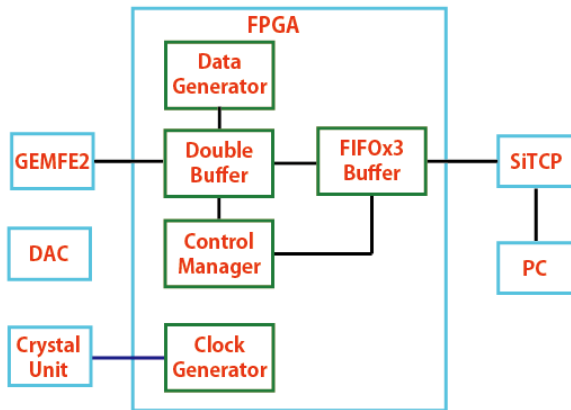 FPGA
Data
Generator
GEMFE2
Double
Buffer
FIFOx3
Buffer
SiTCP
DAC
Control
Manager
PC
Crystal
Unit
Clock
Generator